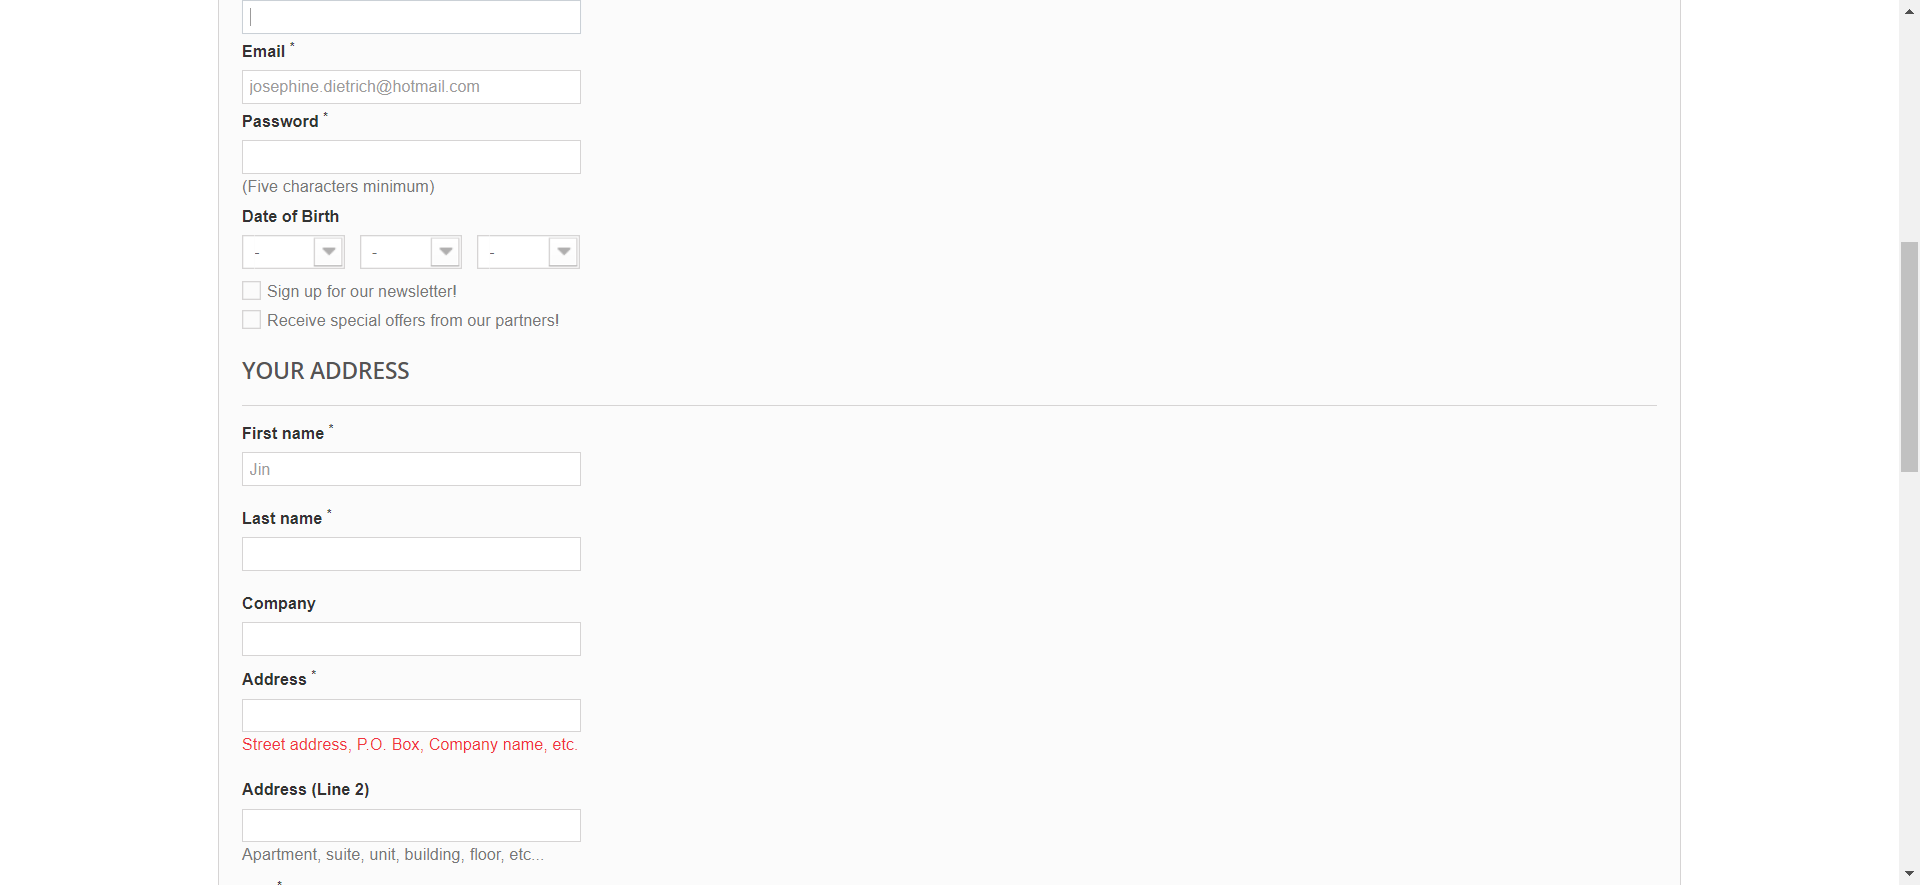 Email *
josephine.dietrich@hotmail.com
Password *
(Five characters minimum)
Date of Birth
- - -
Sign up for our newsletter!
Receive special offers from our partners!
YOUR ADDRESS
First name *
Jin
Last name *
Company
Address *
Street address, P.O. Box, Company name, etc.
Address (Line 2)
Apartment, suite, unit, building, floor, etc...
*